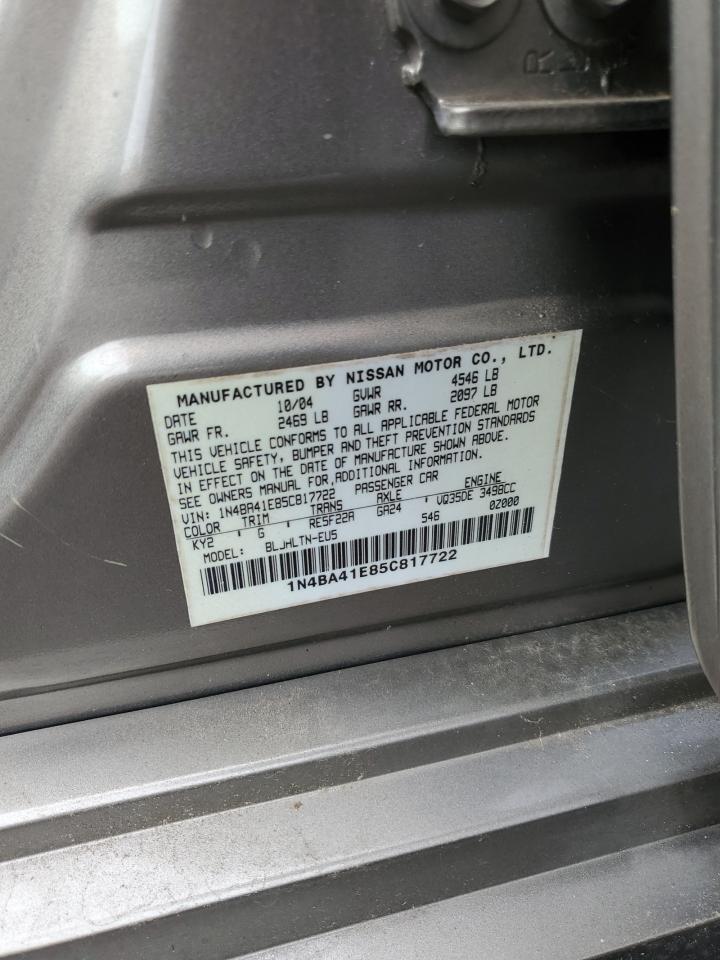 MANUFACTURED BY NISSAN MOTOR CO., LTD.
DATE 10/04 GVWR 4546 LB
GAWR FR. 2469 LB GAWR RR. 2097 LB
THIS VEHICLE CONFORMS TO ALL APPLICABLE FEDERAL MOTOR
VEHICLE SAFETY, BUMPER AND THEFT PREVENTION STANDARDS
IN EFFECT ON THE DATE OF MANUFACTURE SHOWN ABOVE.
SEE OWNERS MANUAL FOR ADDITIONAL INFORMATION.
VIN: 1N4BA41E85C817722 PASSENGER CAR
COLOR TRIM TRANS AXLE ENGINE
KY2 G RE5F22A GA24 VQ35DE 3498CC
MODEL: BLJHLTN-EU5 546 0Z000
1N4BA41E85C817722